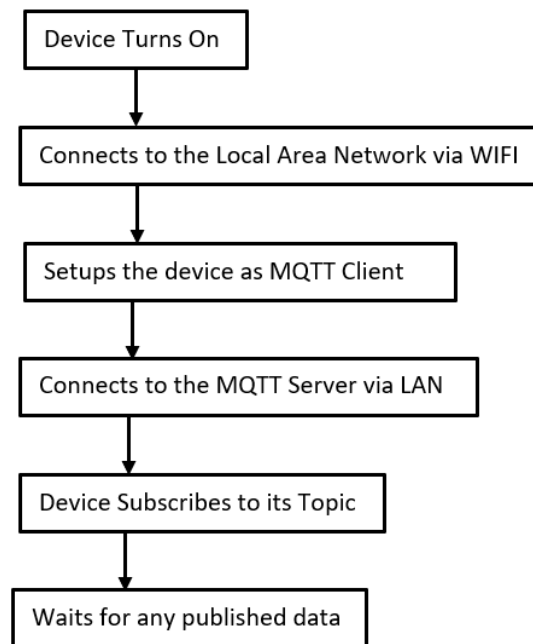 Device Turns On
Connects to the Local Area Network via WIFI
Setups the device as MQTT Client
Connects to the MQTT Server via LAN
Device Subscribes to its Topic
Waits for any published data